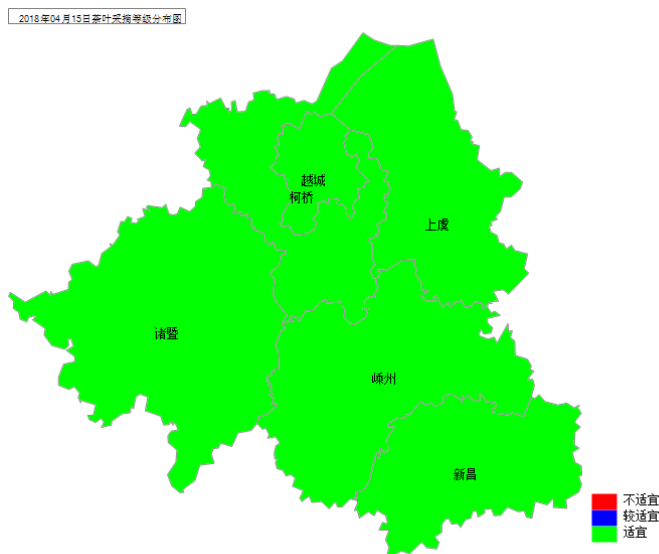 2018年04月15日茶叶采摘等级分布图
越城
柯桥
上虞
诸暨
嵊州
新昌
不适宜
较适宜
适宜